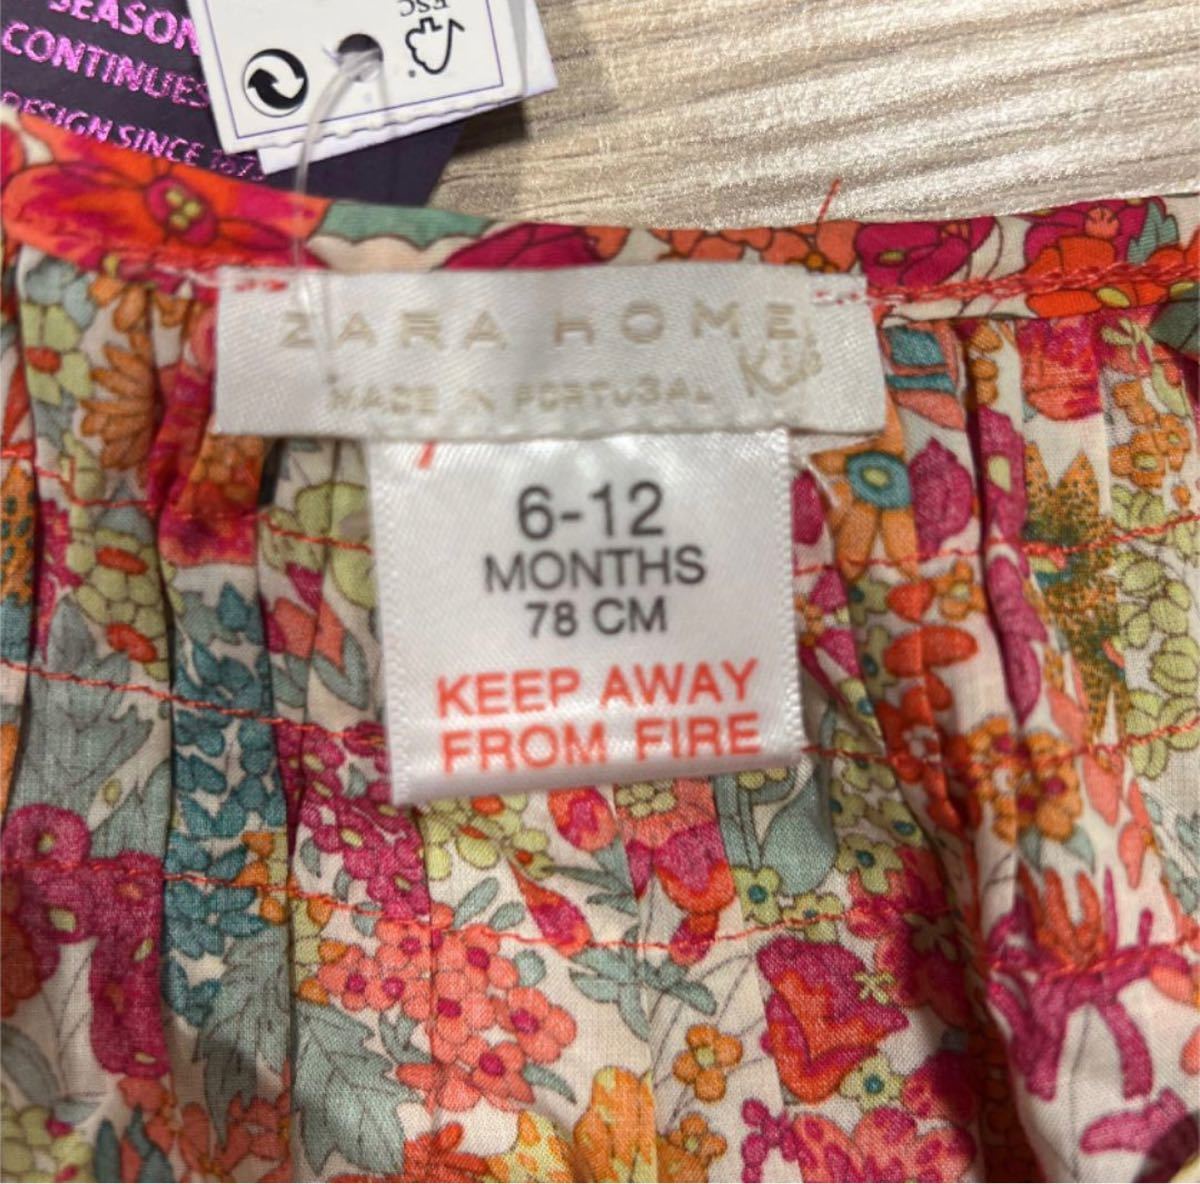 SEASON
CONTINUES
DESIGN SINCE
FSC
ZARA HOME
Kids
MADE IN PORTUGAL
6-12
MONTHS
78 CM
KEEP AWAY
FROM FIRE